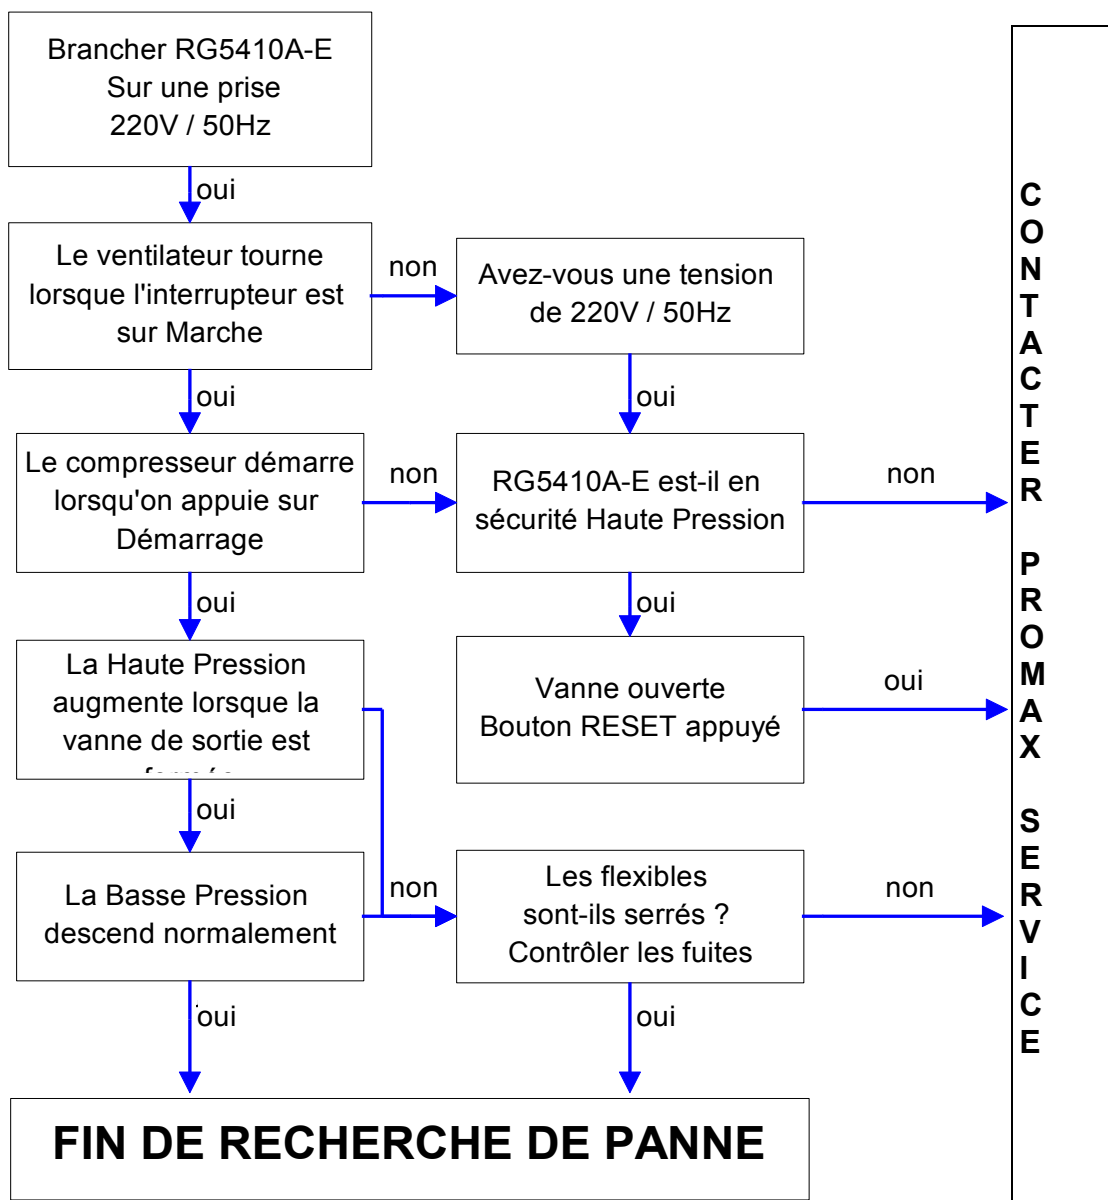 Brancher RG5410A-E
Sur une prise
220V / 50Hz
oui
Le ventilateur tourne
lorsque l'interrupteur est
sur Marche
non
Avez-vous une tension
de 220V / 50Hz
oui
oui
Le compresseur démarre
lorsqu'on appuie sur
Démarrage
non
RG5410A-E est-il en
sécurité Haute Pression
non
oui
oui
La Haute Pression
augmente lorsque la
vanne de sortie est
Vanne ouverte
Bouton RESET appuyé
oui
oui
La Basse Pression
descend normalement
non
Les flexibles
sont-ils serrés ?
Contrôler les fuites
non
oui
oui
FIN DE RECHERCHE DE PANNE
CONTACTER PROMAX SERVICE